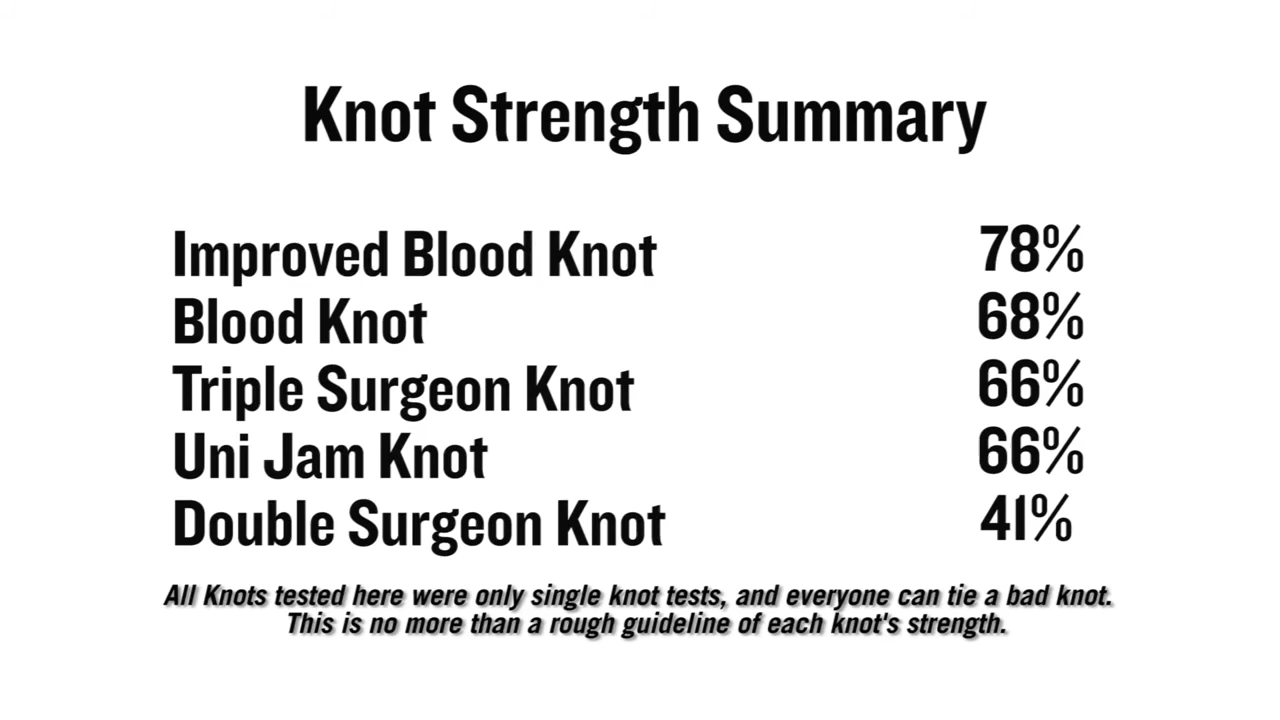 Knot Strength Summary
Improved Blood Knot 78%
Blood Knot 68%
Triple Surgeon Knot 66%
Uni Jam Knot 66%
Double Surgeon Knot 41%
All Knots tested here were only single knot tests, and everyone can tie a bad knot.
This is no more than a rough guideline of each knot's strength.